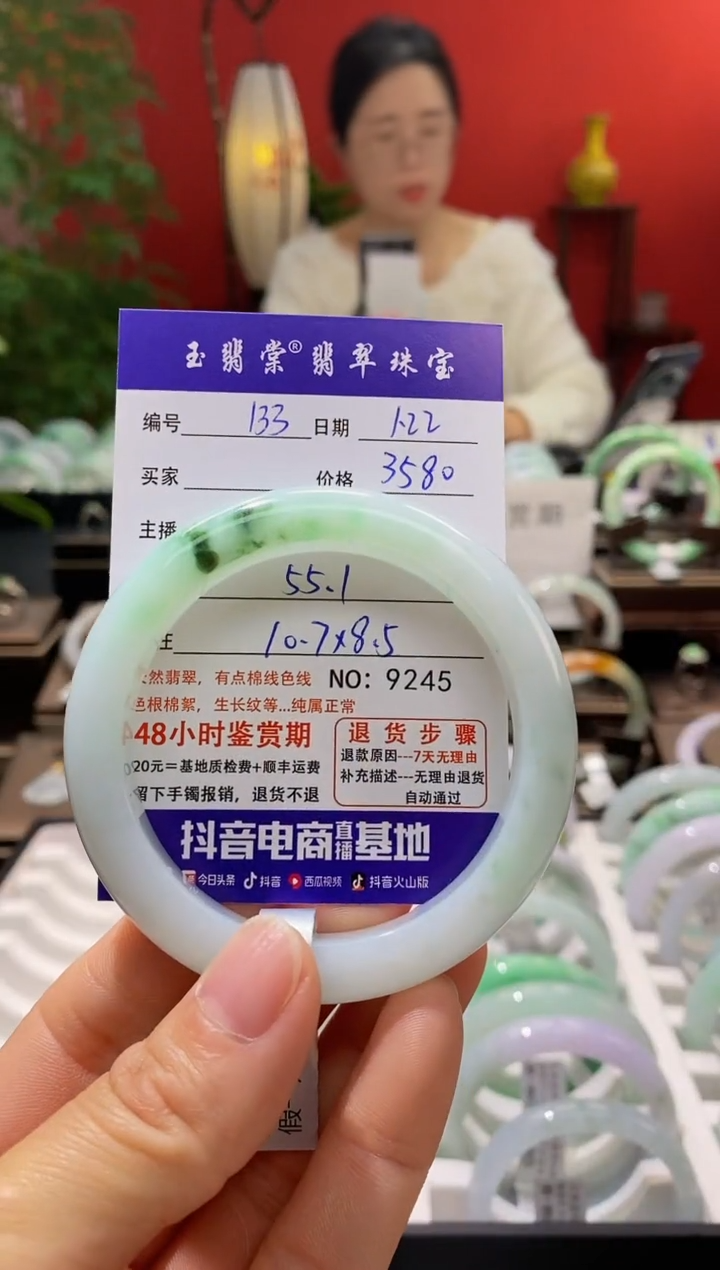 玉翡棠® 翡翠珠宝
编号 133 日期 1.22
买家 价格 3580
主播
55.1
10.7x8.5
然翡翠，有点棉线色线 NO: 9245
色根棉絮，生长纹等...纯属正常
48小时鉴赏期
20元＝基地质检费+顺丰运费
留下手镯报销，退货不退
退货步骤
退款原因---7天无理由
补充描述---无理由退货
自动通过
抖音电商直播基地
今日头条 抖音 西瓜视频 抖音火山版
假一